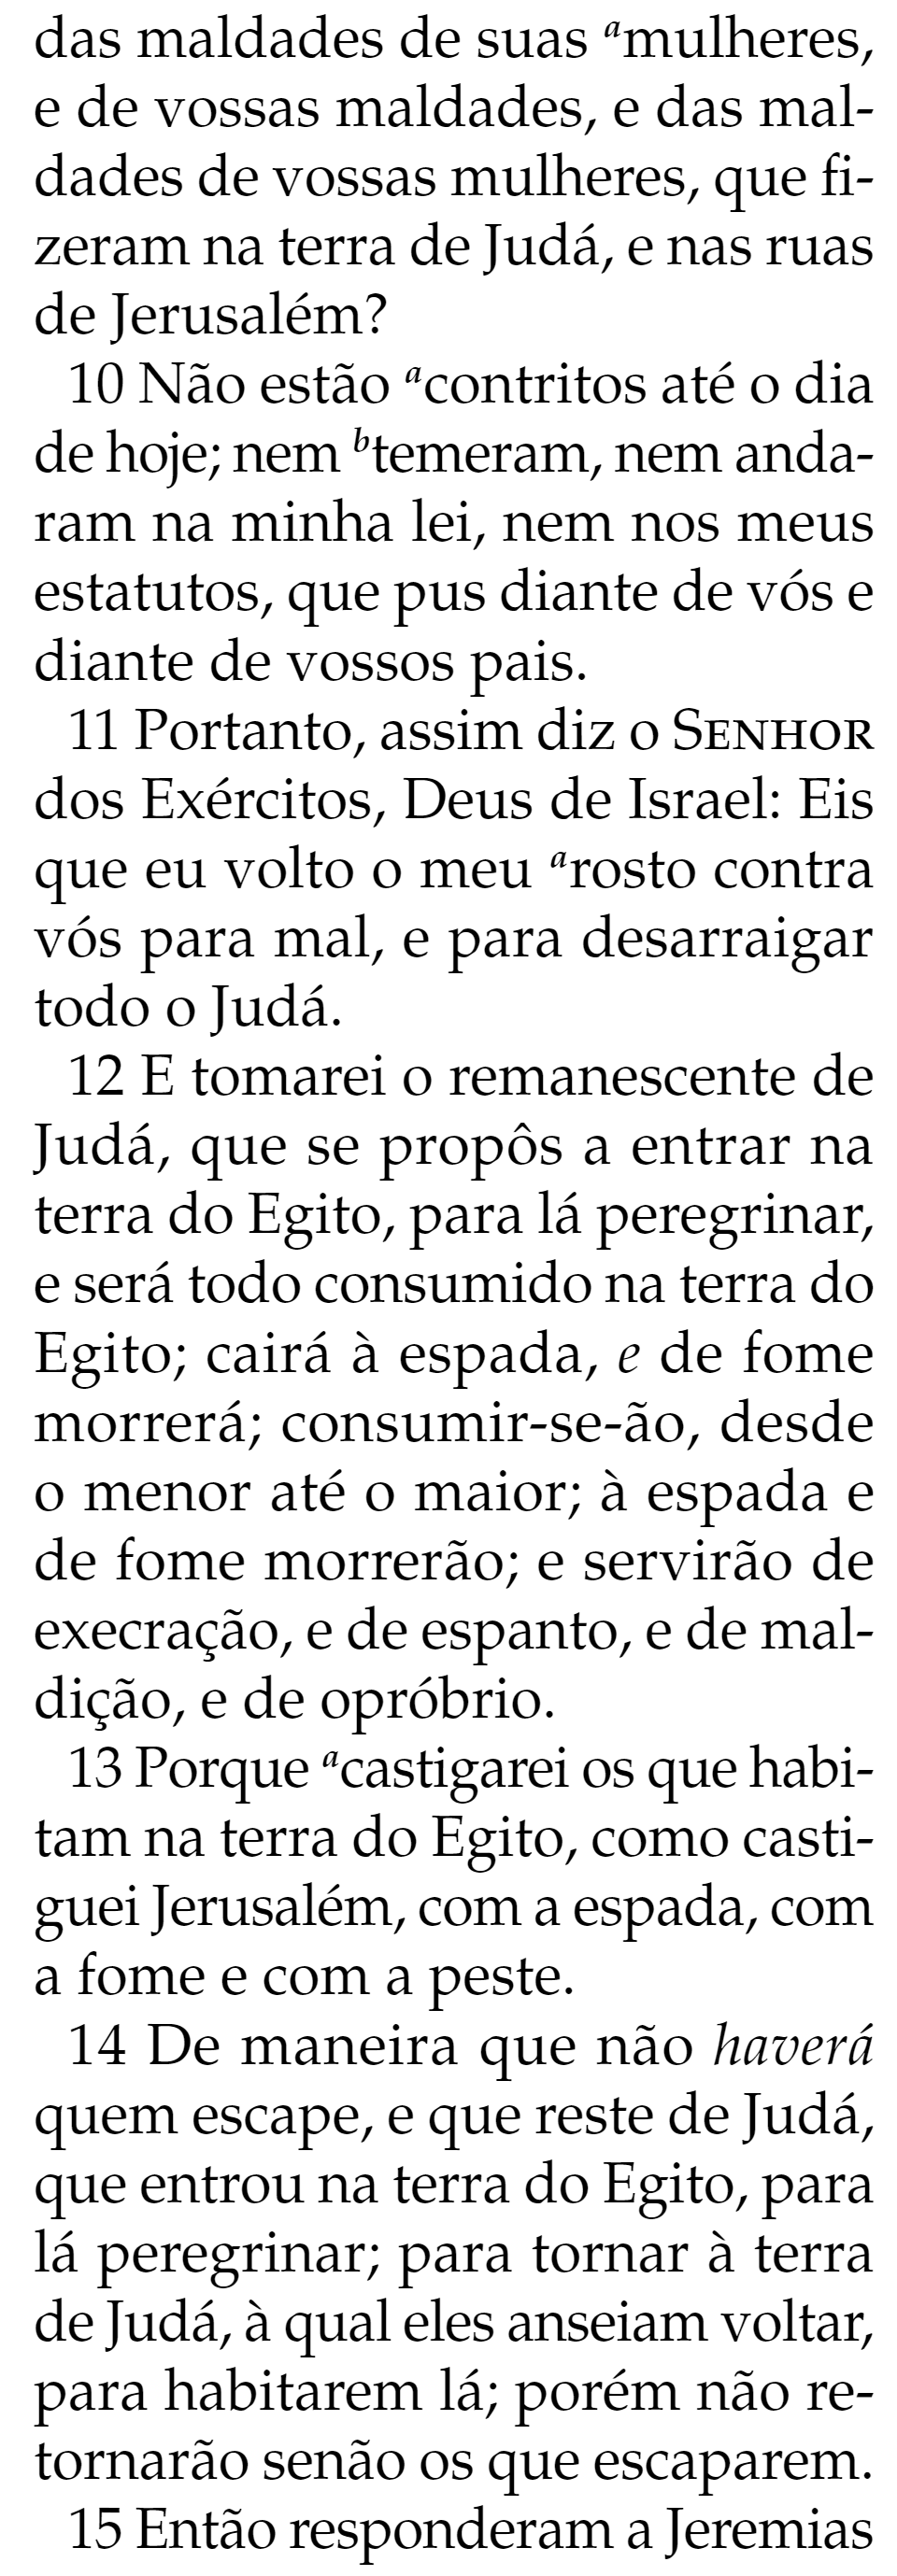 das maldades de suas ᵃmulheres,
e de vossas maldades, e das mal-
dades de vossas mulheres, que fi-
zeram na terra de Judá, e nas ruas
de Jerusalém?
10 Não estão ᵃcontritos até o dia
de hoje; nem ᵇtemeram, nem anda-
ram na minha lei, nem nos meus
estatutos, que pus diante de vós e
diante de vossos pais.
11 Portanto, assim diz o SENHOR
dos Exércitos, Deus de Israel: Eis
que eu volto o meu ᵃrosto contra
vós para mal, e para desarraigar
todo o Judá.
12 E tomarei o remanescente de
Judá, que se propôs a entrar na
terra do Egito, para lá peregrinar,
e será todo consumido na terra do
Egito; cairá à espada, e de fome
morrerá; consumir-se-ão, desde
o menor até o maior; à espada e
de fome morrerão; e servirão de
execração, e de espanto, e de mal-
dição, e de opróbrio.
13 Porque ᵃcastigarei os que habi-
tam na terra do Egito, como casti-
guei Jerusalém, com a espada, com
a fome e com a peste.
14 De maneira que não haverá
quem escape, e que reste de Judá,
que entrou na terra do Egito, para
lá peregrinar; para tornar à terra
de Judá, à qual eles anseiam voltar,
para habitarem lá; porém não re-
tornarão senão os que escaparem.
15 Então responderam a Jeremias